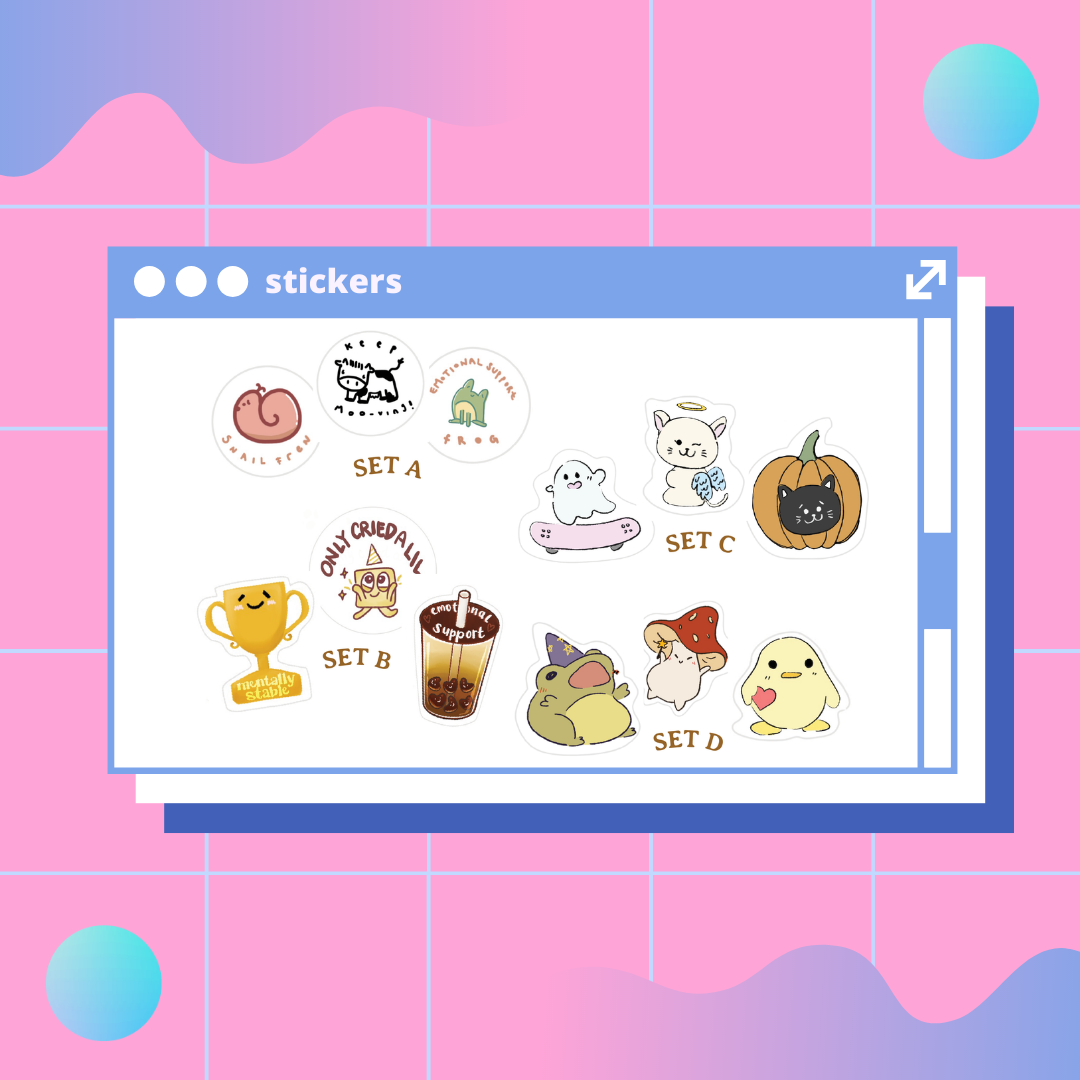 stickers
KEEP
MOO-VING!
SNAIL FREN
EMOTIONAL SUPPORT
FROG
SET A
ONLY CRIED A LIL
mentally
stable
SET B
emotional
support
SET C
SET D